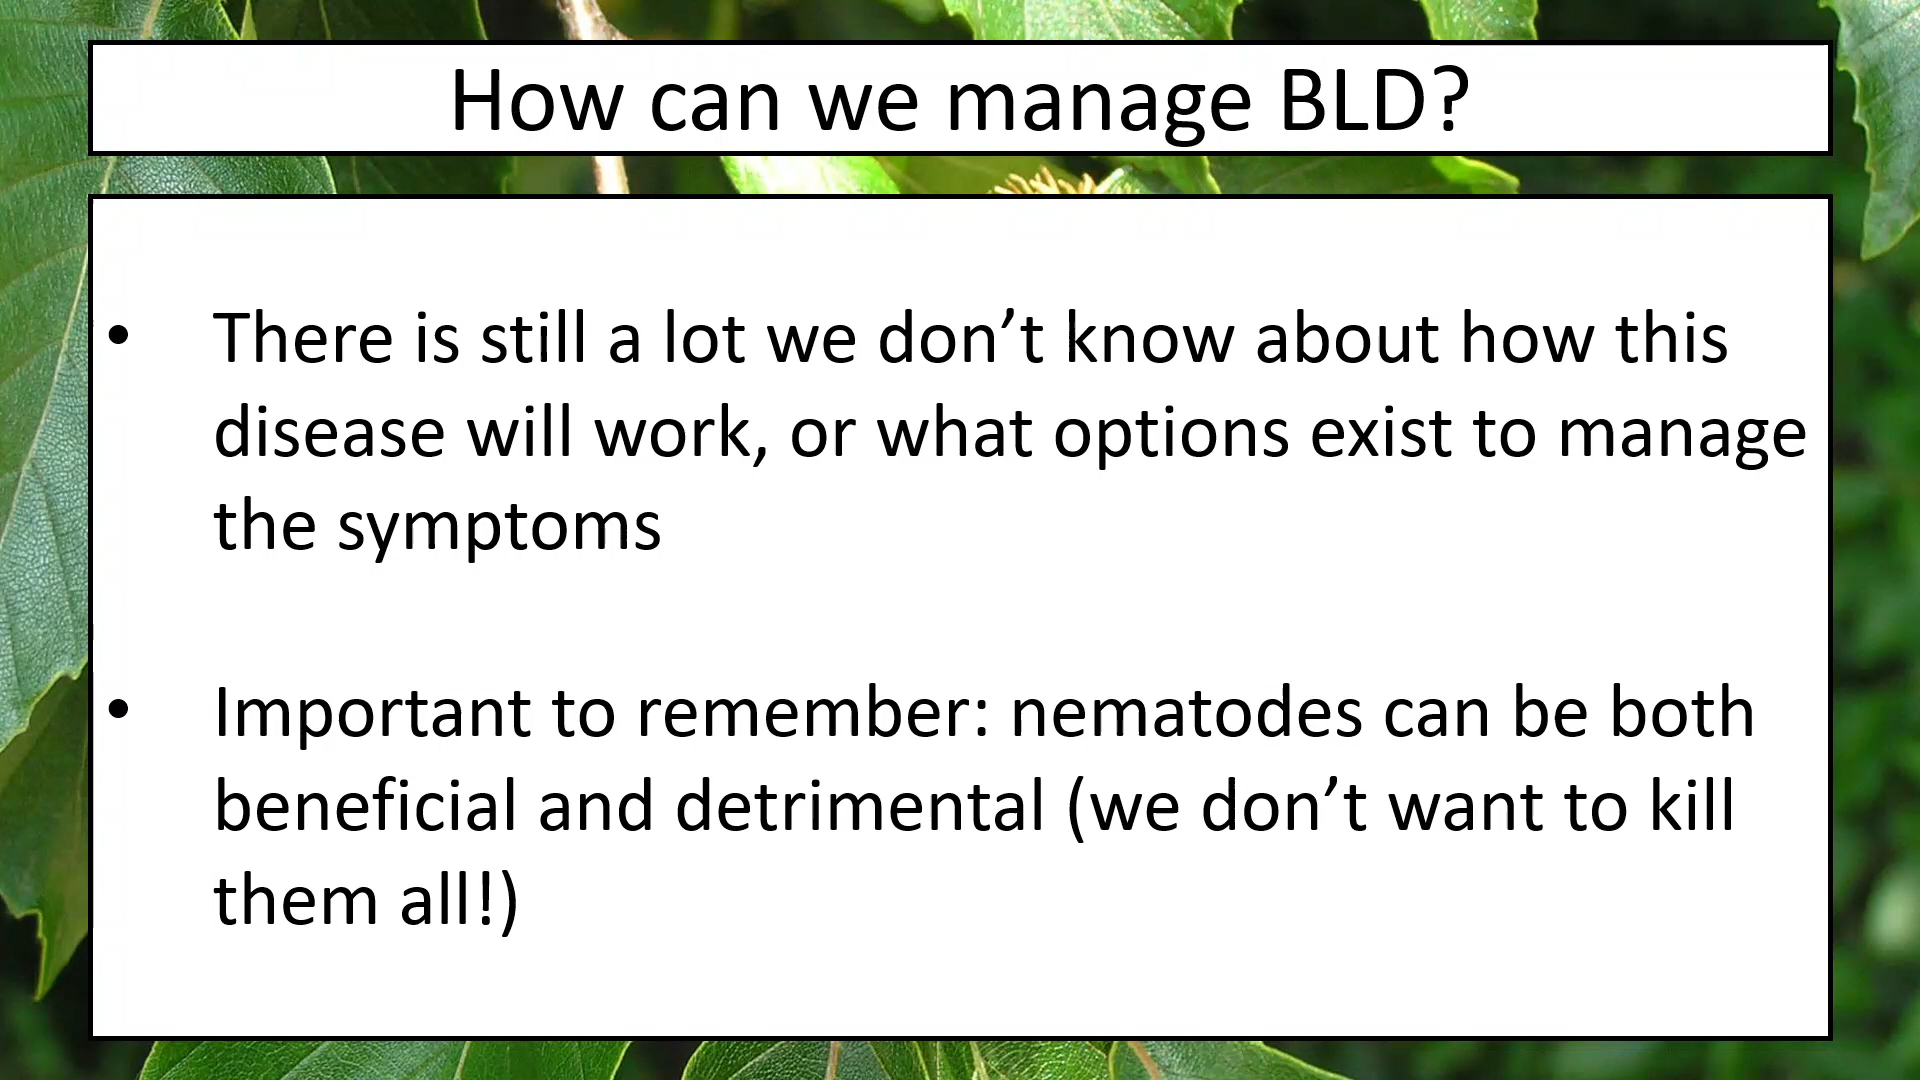 How can we manage BLD?
• There is still a lot we don’t know about how this
disease will work, or what options exist to manage
the symptoms
• Important to remember: nematodes can be both
beneficial and detrimental (we don’t want to kill
them all!)